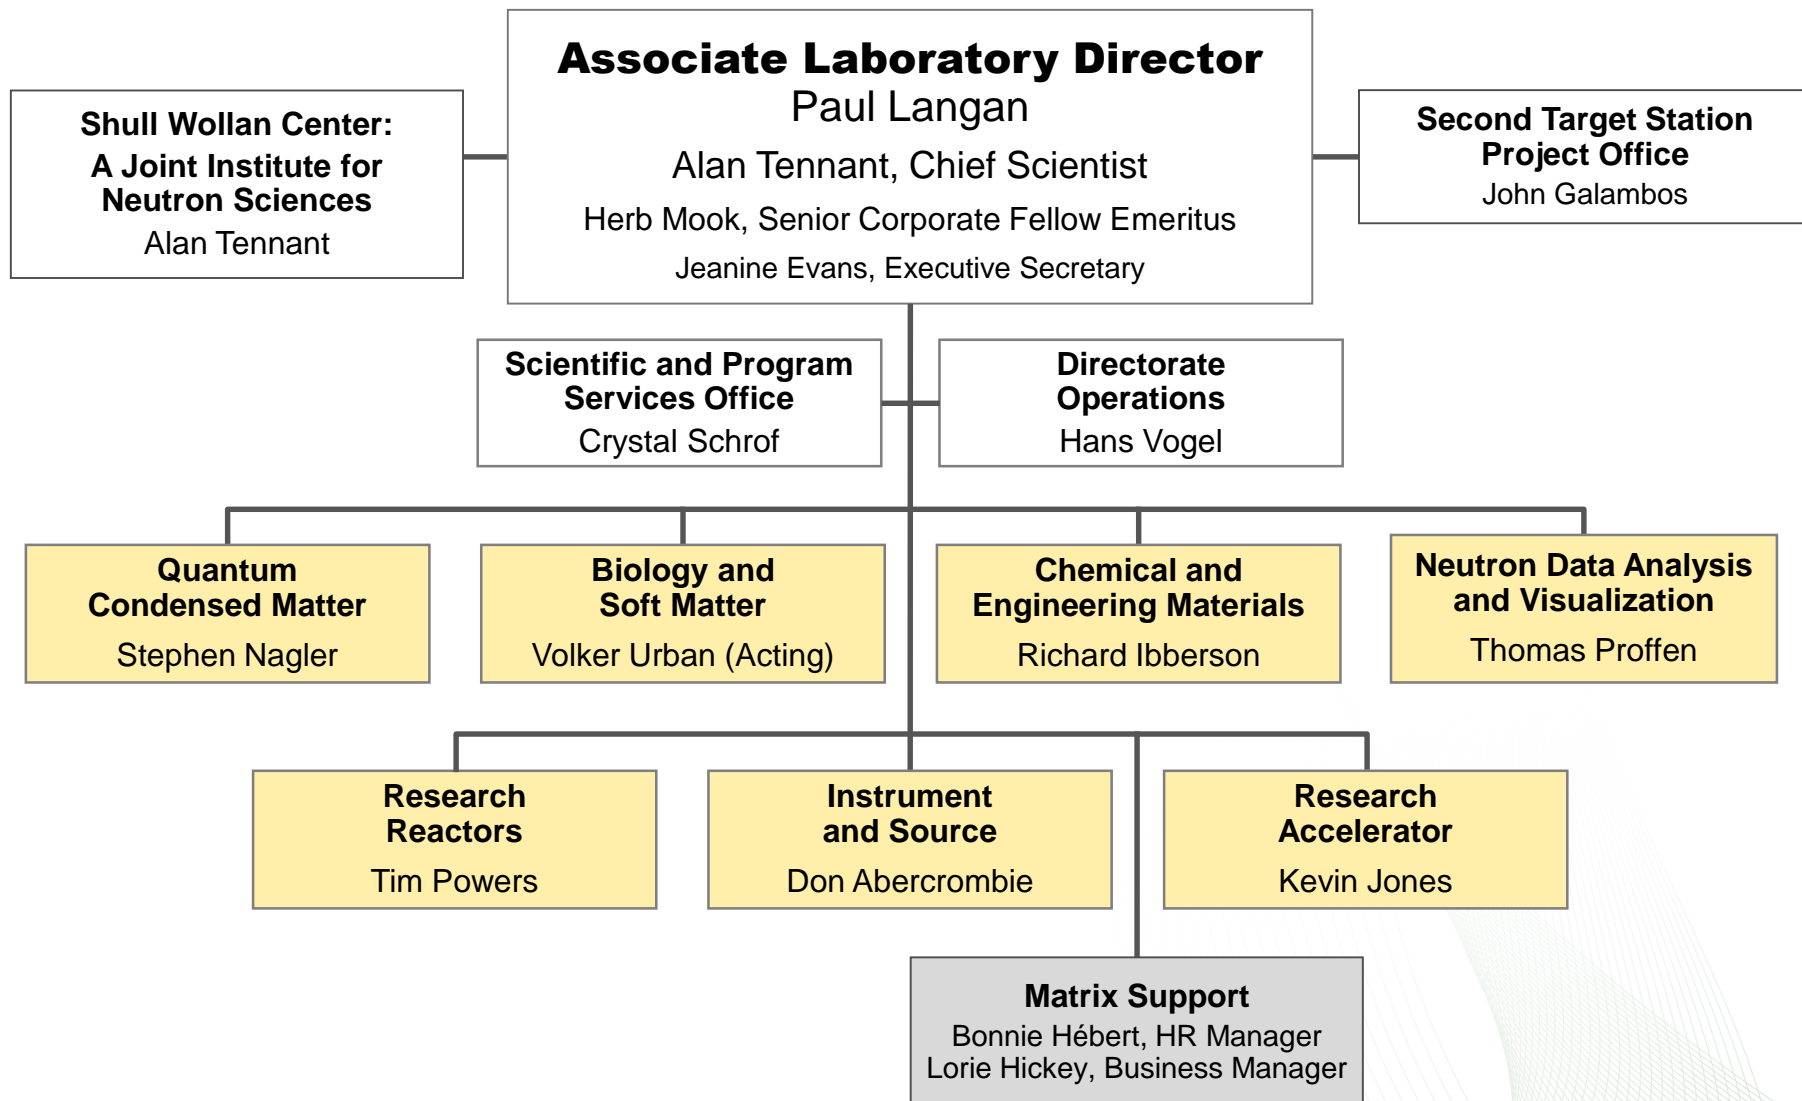 Associate Laboratory Director
Paul Langan
Alan Tennant, Chief Scientist
Herb Mook, Senior Corporate Fellow Emeritus
Jeanine Evans, Executive Secretary
Shull Wollan Center:
A Joint Institute for
Neutron Sciences
Alan Tennant
Second Target Station
Project Office
John Galambos
Scientific and Program
Services Office
Crystal Schrof
Directorate
Operations
Hans Vogel
Quantum
Condensed Matter
Stephen Nagler
Biology and
Soft Matter
Volker Urban (Acting)
Chemical and
Engineering Materials
Richard Ibberson
Neutron Data Analysis
and Visualization
Thomas Proffen
Research
Reactors
Tim Powers
Instrument
and Source
Don Abercrombie
Research
Accelerator
Kevin Jones
Matrix Support
Bonnie Hébert, HR Manager
Lorie Hickey, Business Manager